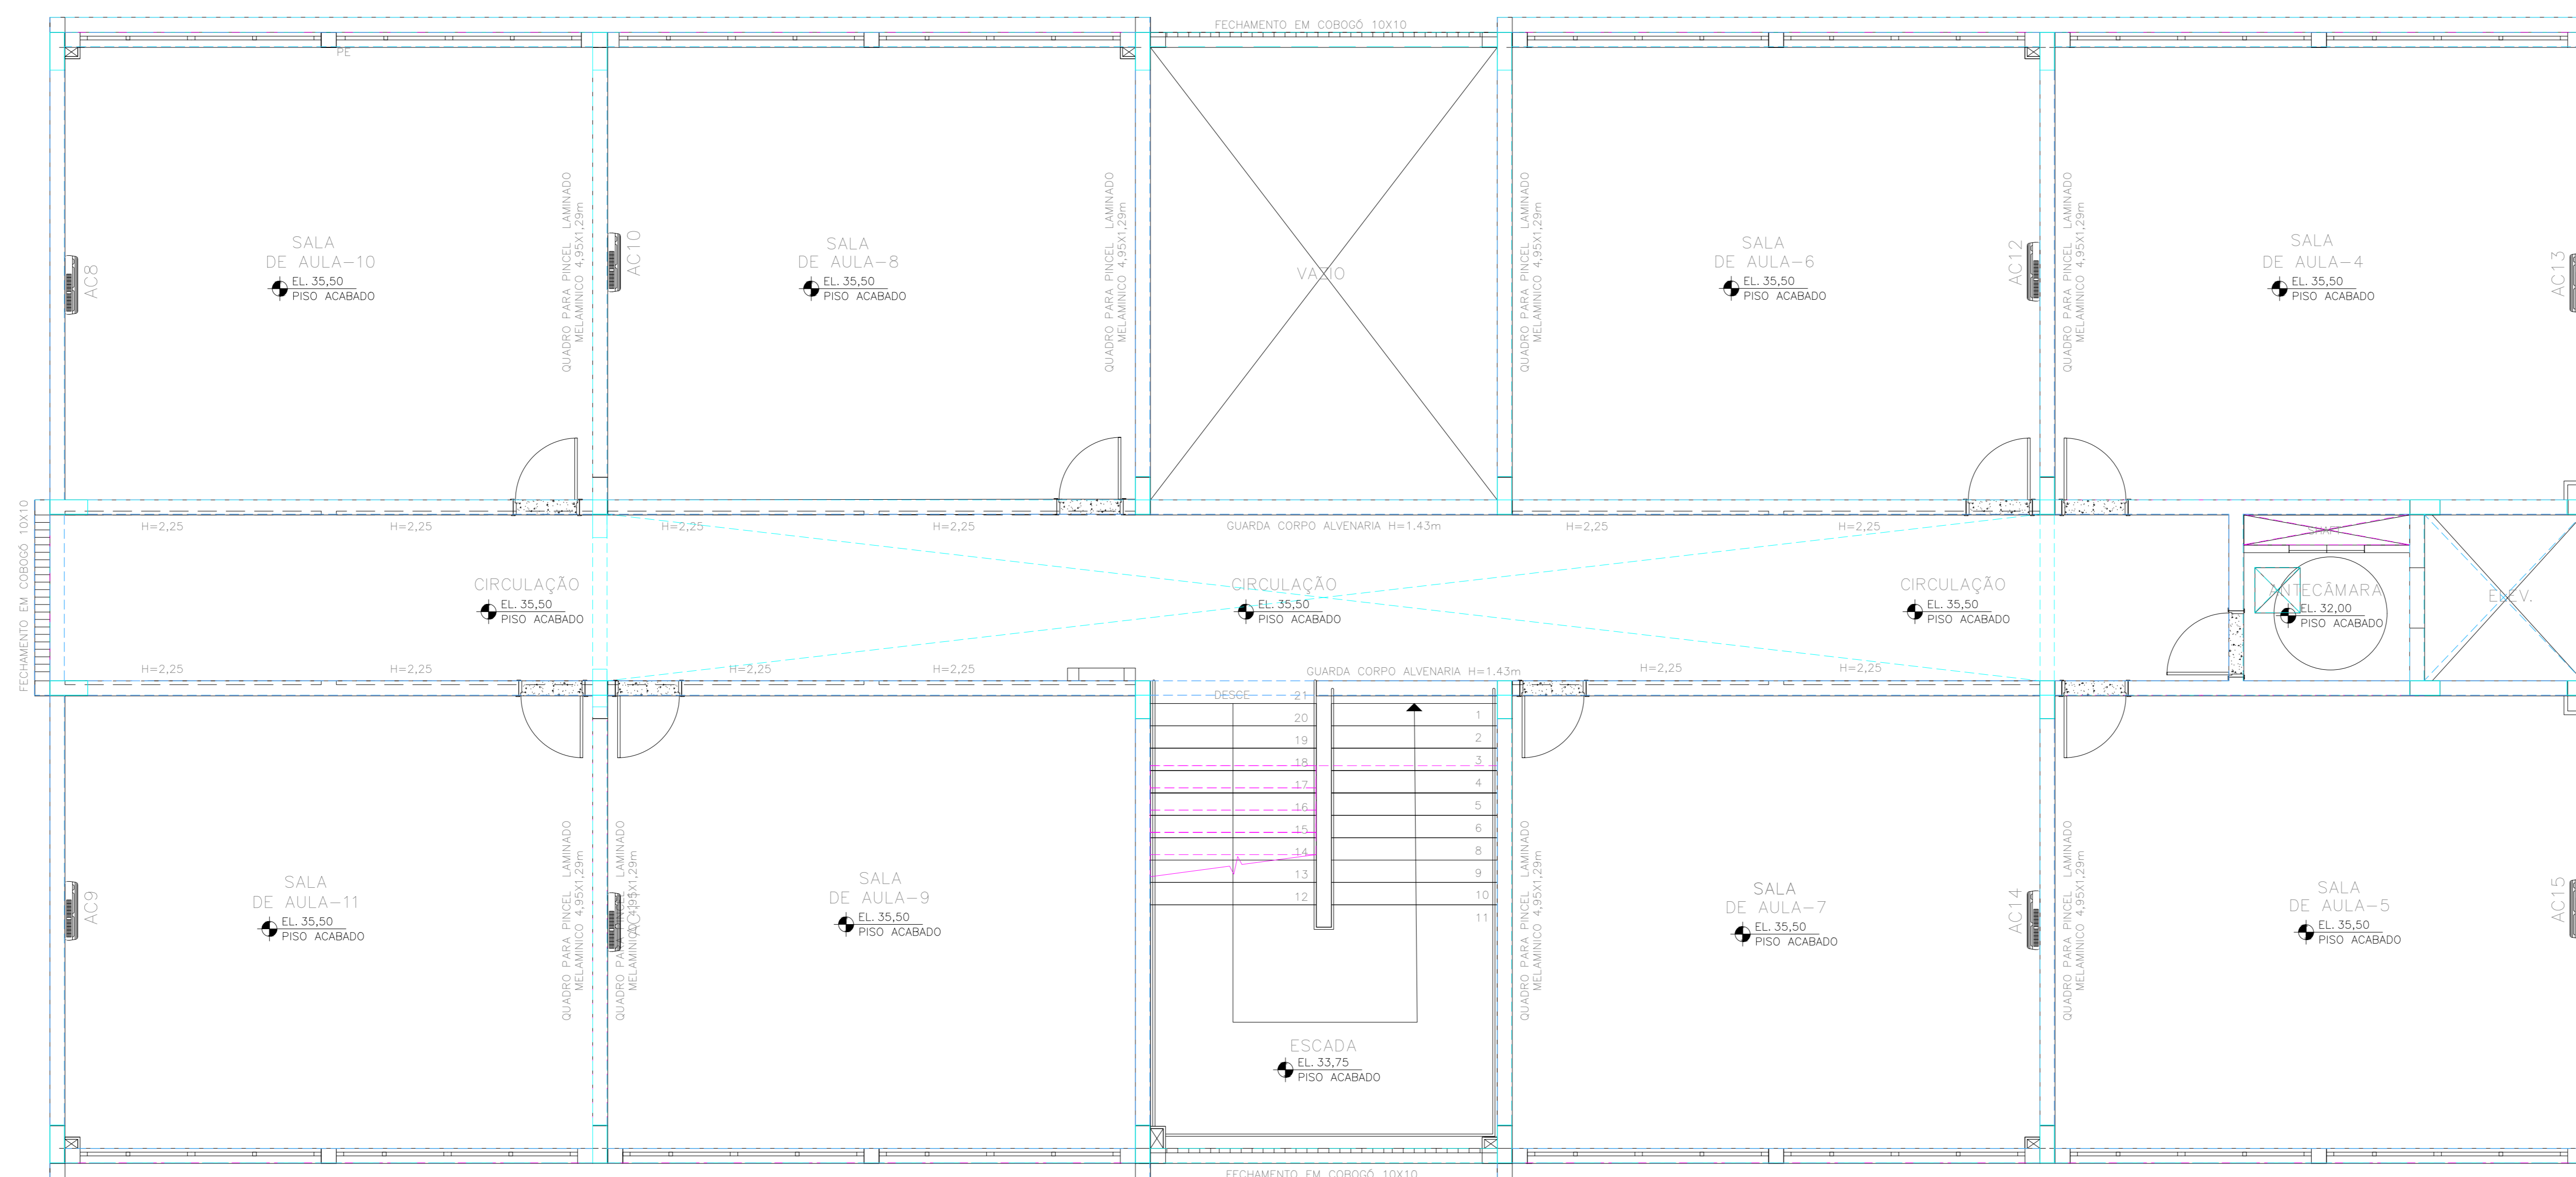 FECHAMENTO EM COBOGÓ 10X10
PE
QUADRO PARA PINCEL LAMINADO
MELAMINICO 4,95X1,29m
QUADRO PARA PINCEL LAMINADO
MELAMINICO 4,95X1,29m
QUADRO PARA PINCEL LAMINADO
MELAMINICO 4,95X1,29m
QUADRO PARA PINCEL LAMINADO
MELAMINICO 4,95X1,29m
AC8
SALA
DE AULA-10
EL. 35,50
PISO ACABADO
AC10
SALA
DE AULA-8
EL. 35,50
PISO ACABADO
VAZIO
SALA
DE AULA-6
EL. 35,50
PISO ACABADO
AC12
SALA
DE AULA-4
EL. 35,50
PISO ACABADO
AC13
FECHAMENTO EM COBOGÓ 10X10
H=2,25
H=2,25
H=2,25
H=2,25
GUARDA CORPO ALVENARIA H=1.43m
H=2,25
H=2,25
SHAFT
CIRCULAÇÃO
EL. 35,50
PISO ACABADO
CIRCULAÇÃO
EL. 35,50
PISO ACABADO
CIRCULAÇÃO
EL. 35,50
PISO ACABADO
ANTECÂMARA
EL. 32,00
PISO ACABADO
ELEV.
H=2,25
H=2,25
H=2,25
H=2,25
GUARDA CORPO ALVENARIA H=1.43m
H=2,25
H=2,25
DESCE
21
20
19
18
17
16
15
14
13
12
1
2
3
4
5
6
8
9
10
11
QUADRO PARA PINCEL LAMINADO
MELAMINICO 4,95X1,29m
QUADRO PARA PINCEL LAMINADO
MELAMINICO 4,95X1,29m
QUADRO PARA PINCEL LAMINADO
MELAMINICO 4,95X1,29m
QUADRO PARA PINCEL LAMINADO
MELAMINICO 4,95X1,29m
AC9
SALA
DE AULA-11
EL. 35,50
PISO ACABADO
SALA
DE AULA-9
EL. 35,50
PISO ACABADO
ESCADA
EL. 33,75
PISO ACABADO
SALA
DE AULA-7
EL. 35,50
PISO ACABADO
AC14
SALA
DE AULA-5
EL. 35,50
PISO ACABADO
AC15
FECHAMENTO EM COBOGÓ 10X10